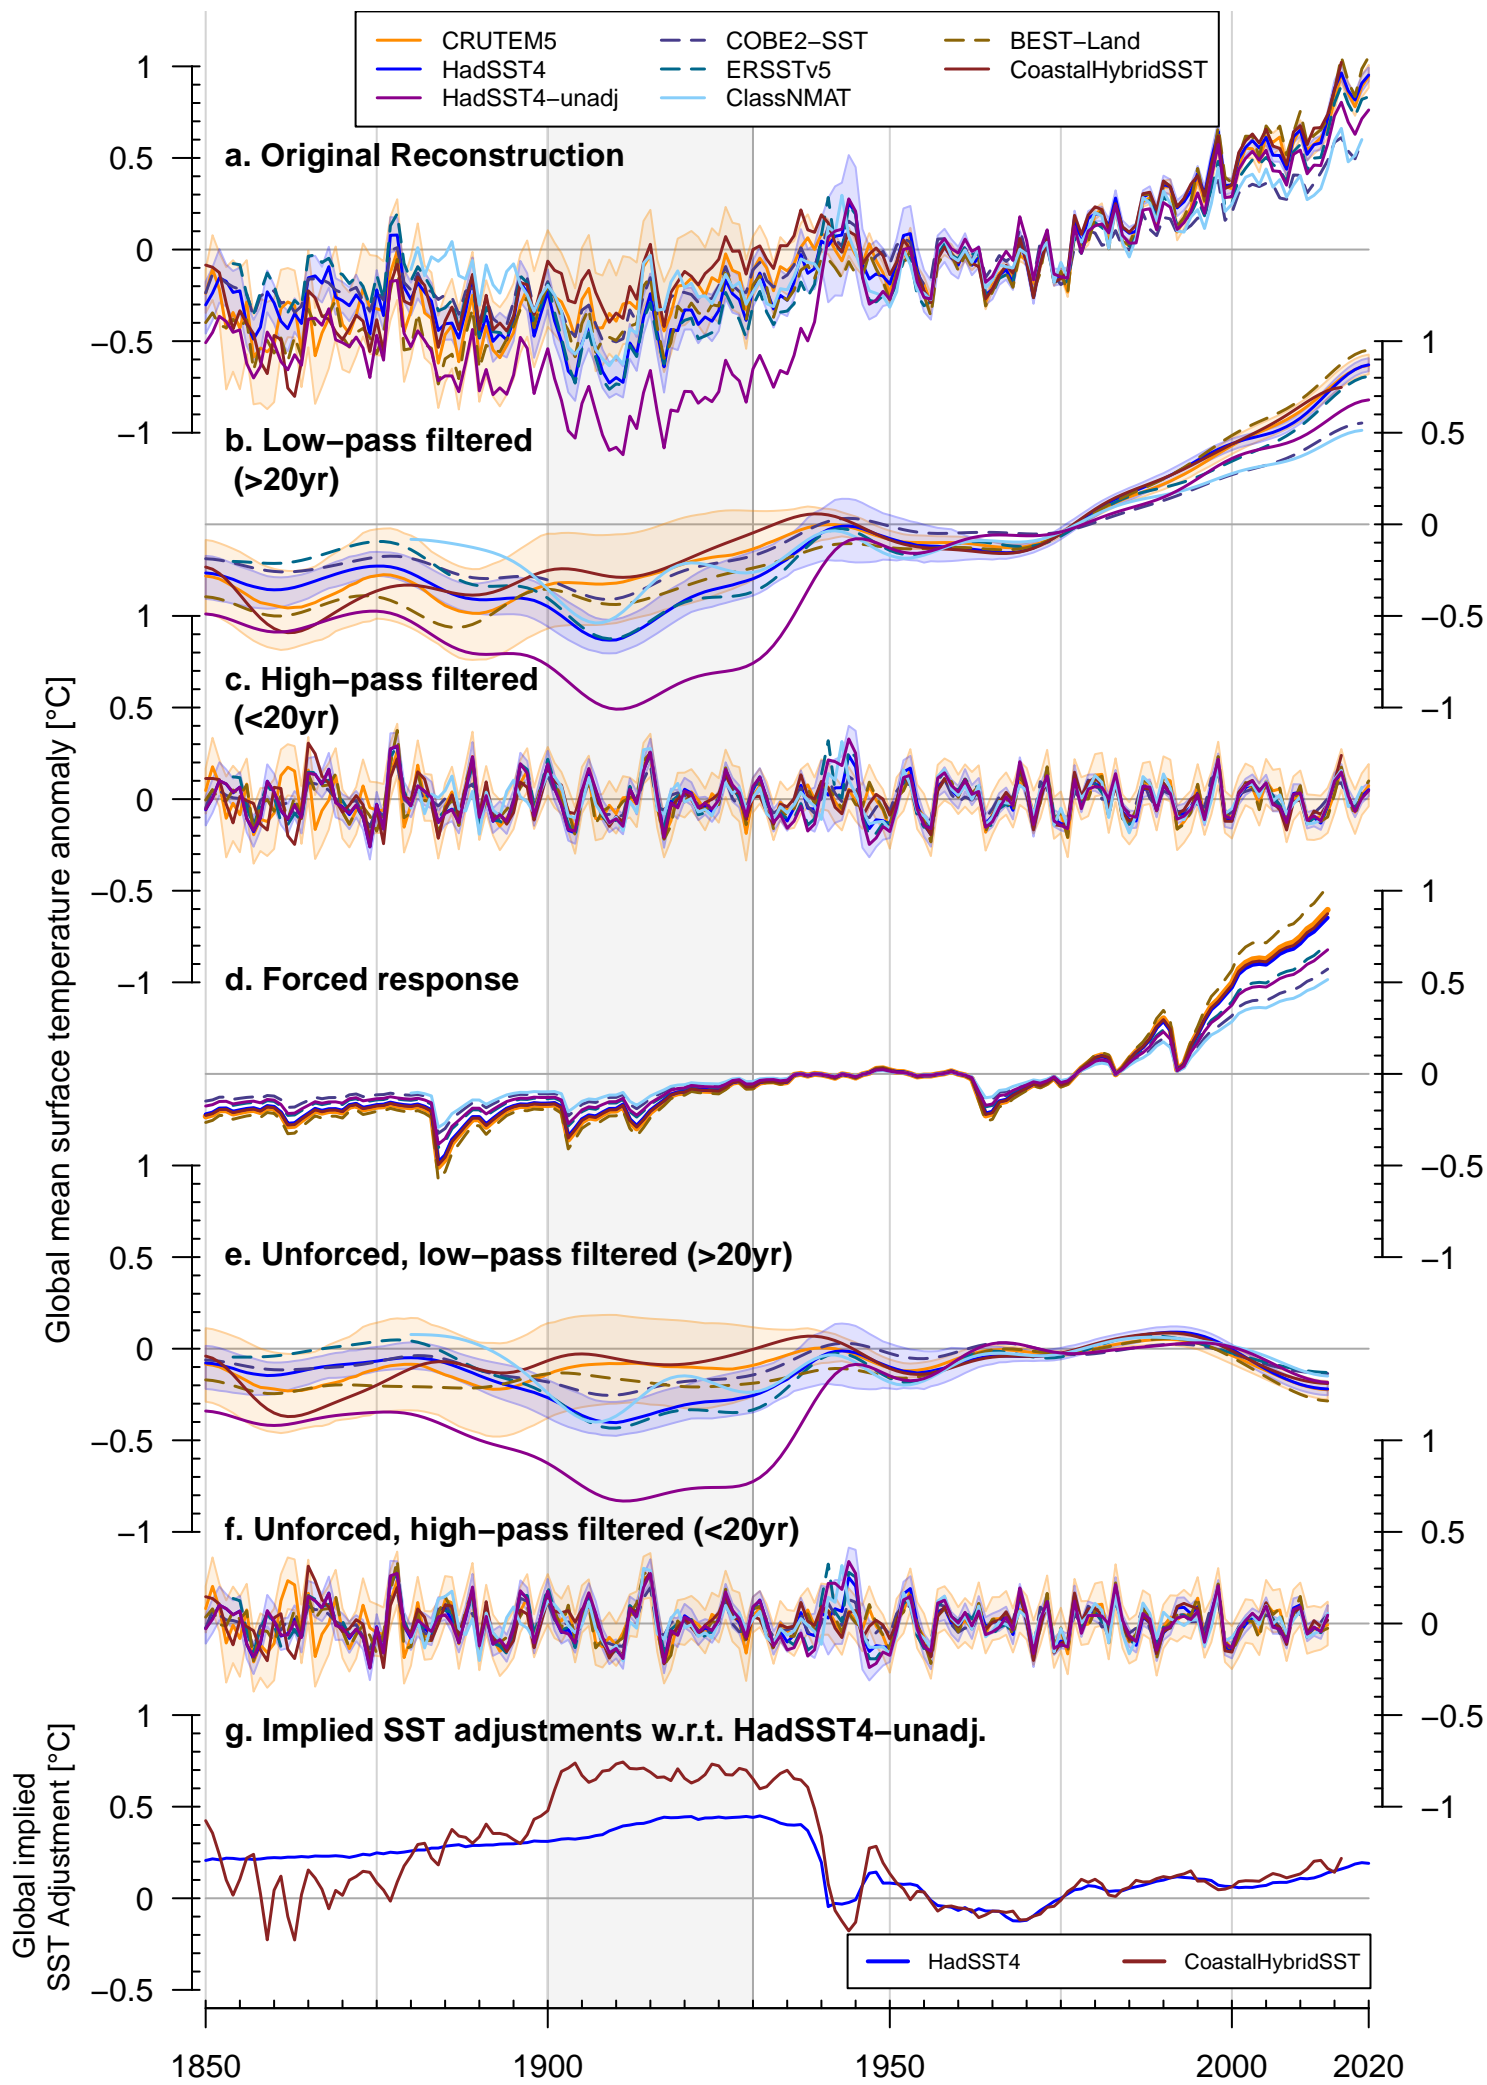 CRUTEM5
HadSST4
HadSST4−unadj
COBE2−SST
ERSSTv5
ClassNMAT
BEST−Land
CoastalHybridSST
a. Original Reconstruction
1
0.5
0
−0.5
−1
b. Low−pass filtered
(>20yr)
1
0.5
0
−0.5
−1
c. High−pass filtered
(<20yr)
1
0.5
0
−0.5
−1
Global mean surface temperature anomaly [°C]
d. Forced response
1
0.5
0
−0.5
−1
e. Unforced, low−pass filtered (>20yr)
1
0.5
0
−0.5
−1
f. Unforced, high−pass filtered (<20yr)
1
0.5
0
−0.5
−1
g. Implied SST adjustments w.r.t. HadSST4−unadj.
1
0.5
0
−0.5
Global implied
SST Adjustment [°C]
HadSST4
CoastalHybridSST
1850
1900
1950
2000
2020